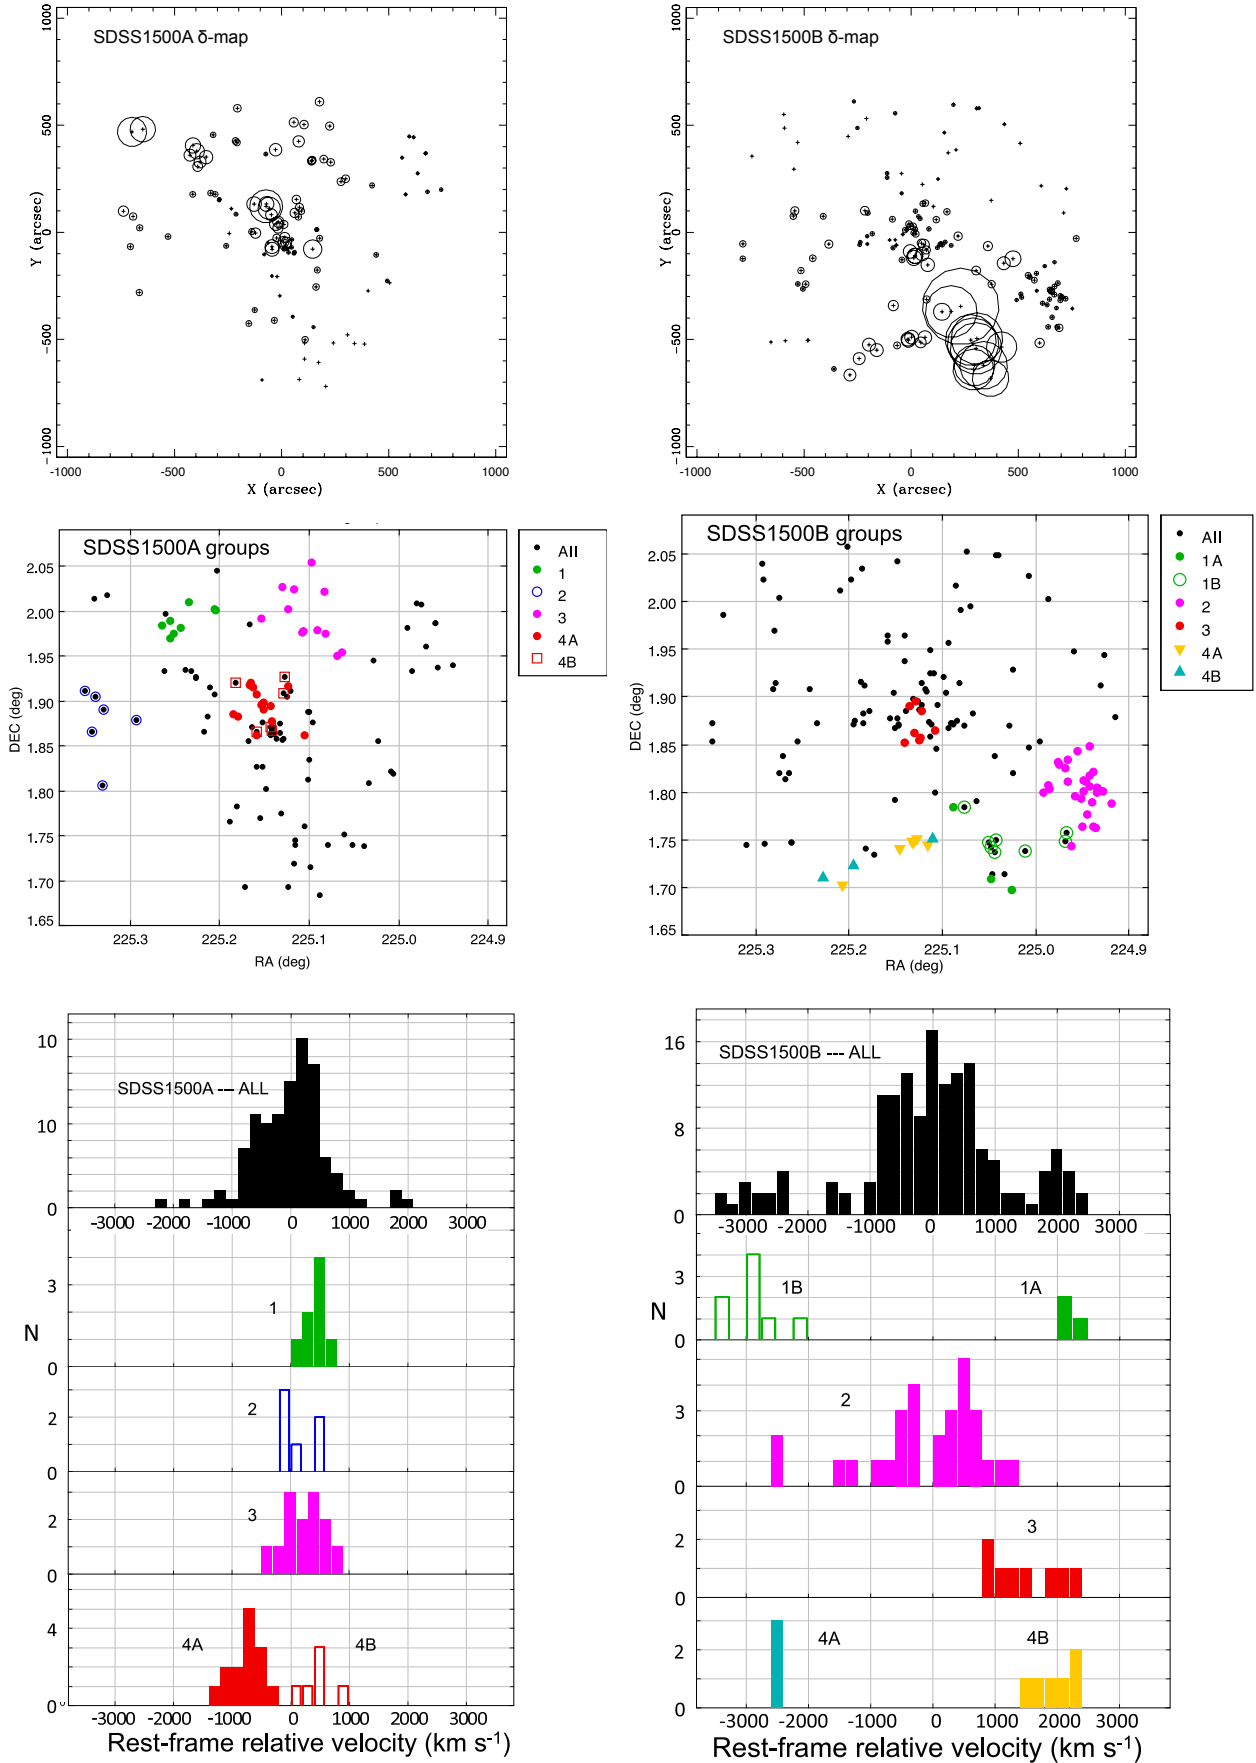 SDSS1500A δ-map
1000
500
0
-500
-1000
Y (arcsec)
-1000 -500 0 500 1000
X (arcsec)
SDSS1500B δ-map
1000
500
0
-500
-1000
Y (arcsec)
-1000 -500 0 500 1000
X (arcsec)
SDSS1500A groups
2.05
2.00
1.95
1.90
1.85
1.80
1.75
1.70
1.65
DEC (deg)
225.3 225.2 225.1 225.0 224.9
RA (deg)
All
1
2
3
4A
4B
SDSS1500B groups
2.05
2.00
1.95
1.90
1.85
1.80
1.75
1.70
1.65
DEC (deg)
225.3 225.2 225.1 225.0 224.9
RA (deg)
All
1A
1B
2
3
4A
4B
SDSS1500A --- ALL
10
10
0
-3000 -2000 -1000 0 1000 2000 3000
1
3
0
N
2
2
0
3
2
0
4A
4B
4
2
0
-3000 -2000 -1000 0 1000 2000 3000
Rest-frame relative velocity (km s-1)
SDSS1500B --- ALL
16
8
4
0
-3000 -2000 -1000 0 1000 2000 3000
1B
1A
3
0
N
2
3
0
3
2
0
4A
4B
2
0
-3000 -2000 -1000 0 1000 2000 3000
Rest-frame relative velocity (km s-1)